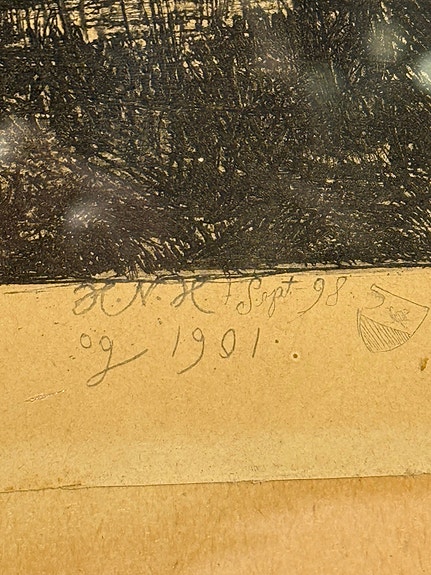 H. N. H f Sept - 98.
og 1901.